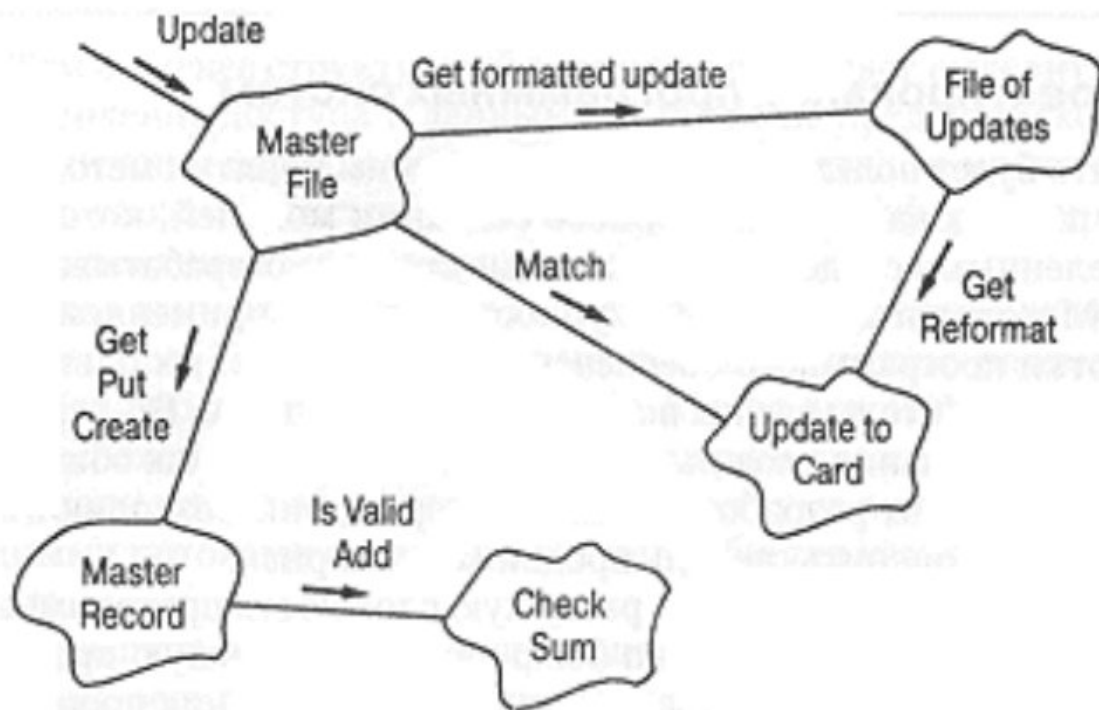 Update
Get formatted update
File of
Updates
Master
File
Match
Get
Reformat
Get
Put
Create
Update to
Card
Is Valid
Add
Master
Record
Check
Sum